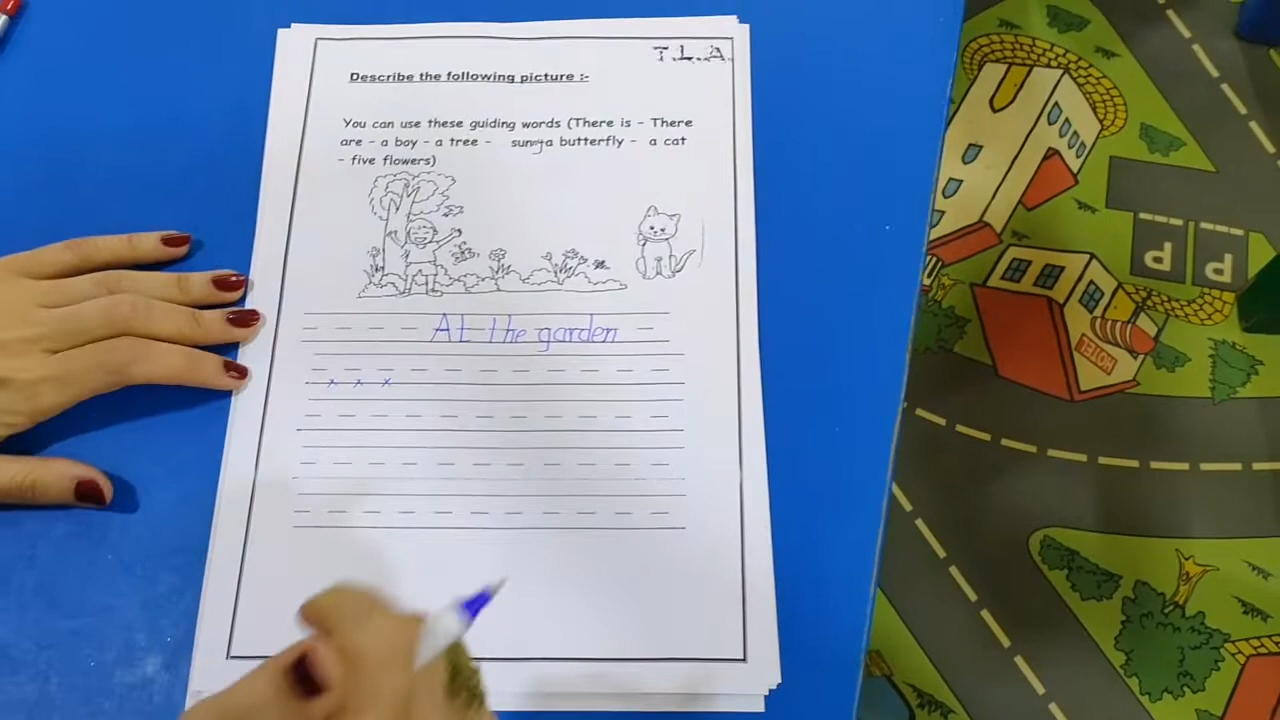 T.L.A.
Describe the following picture :-
You can use these guiding words (There is - There
are - a boy - a tree - sunny a butterfly - a cat
- five flowers)
At the garden
x x x
P P
HOTEL